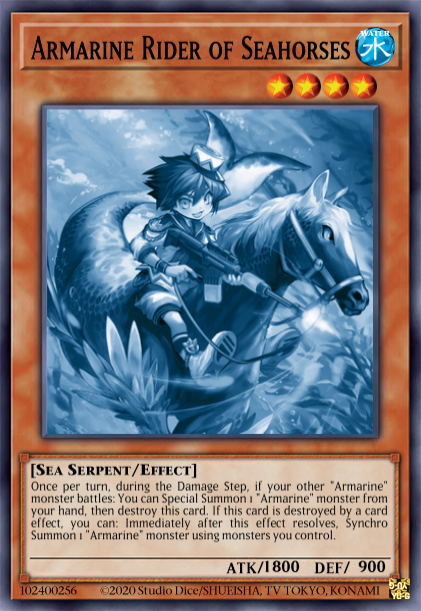 ARMARINE RIDER OF SEAHORSES
WATER
水
[SEA SERPENT/EFFECT]
Once per turn, during the Damage Step, if your other "Armarine"
monster battles: You can Special Summon 1 "Armarine" monster from
your hand, then destroy this card. If this card is destroyed by a card
effect, you can: Immediately after this effect resolves, Synchro
Summon 1 "Armarine" monster using monsters you control.
ATK/1800 DEF/ 900
102400256 ©2020 Studio Dice/SHUEISHA, TV TOKYO, KONAMI